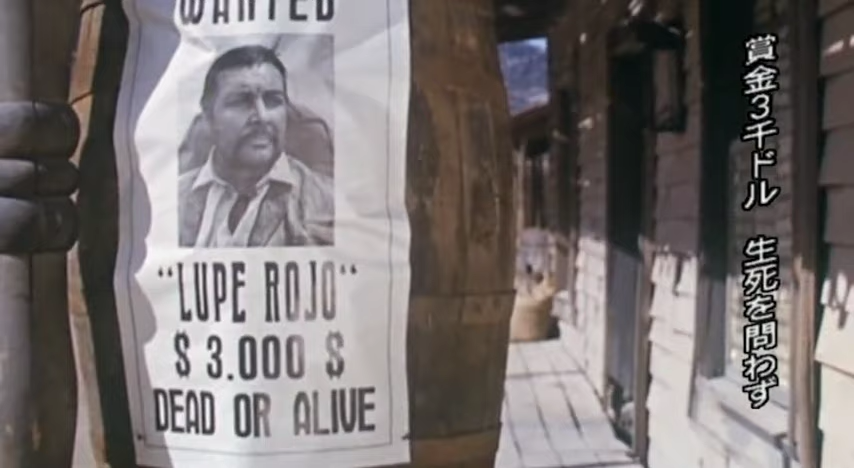 WANTED
"LUPE ROJO"
$ 3.000 $
DEAD OR ALIVE
賞金3千ドル 生死を問わず